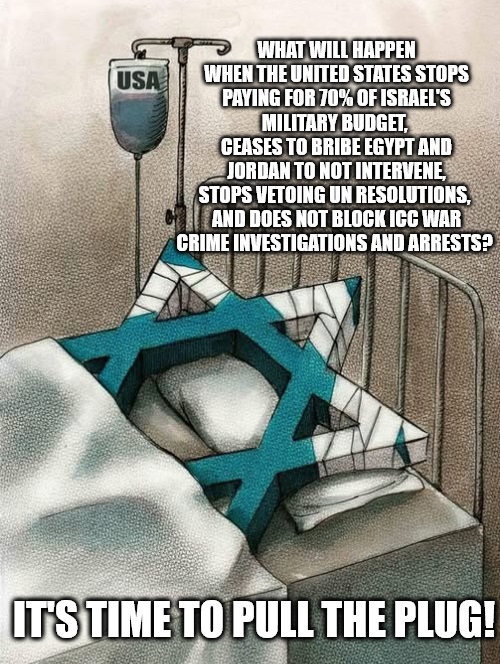 USA
WHAT WILL HAPPEN
WHEN THE UNITED STATES STOPS
PAYING FOR 70% OF ISRAEL'S
MILITARY BUDGET,
CEASES TO BRIBE EGYPT AND
JORDAN TO NOT INTERVENE,
STOPS VETOING UN RESOLUTIONS,
AND DOES NOT BLOCK ICC WAR
CRIME INVESTIGATIONS AND ARRESTS?
IT'S TIME TO PULL THE PLUG!